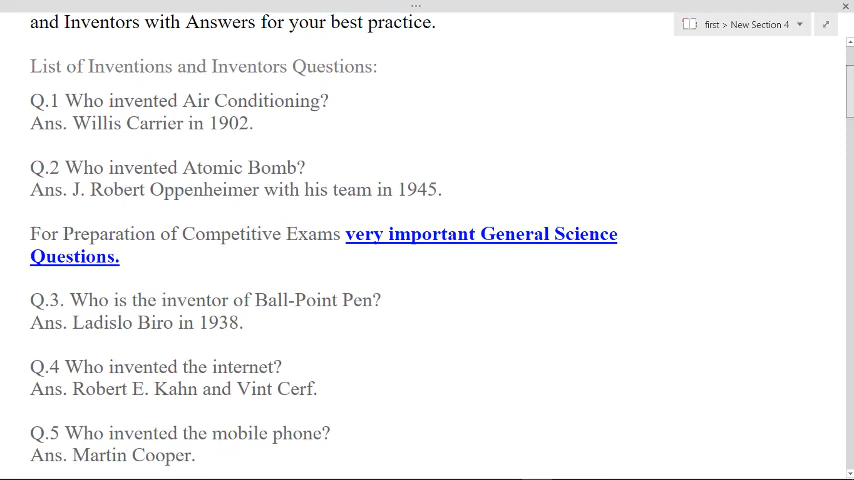 ...
and Inventors with Answers for your best practice.
first > New Section 4
List of Inventions and Inventors Questions:
Q.1 Who invented Air Conditioning?
Ans. Willis Carrier in 1902.
Q.2 Who invented Atomic Bomb?
Ans. J. Robert Oppenheimer with his team in 1945.
For Preparation of Competitive Exams very important General Science
Questions.
Q.3. Who is the inventor of Ball-Point Pen?
Ans. Ladislo Biro in 1938.
Q.4 Who invented the internet?
Ans. Robert E. Kahn and Vint Cerf.
Q.5 Who invented the mobile phone?
Ans. Martin Cooper.